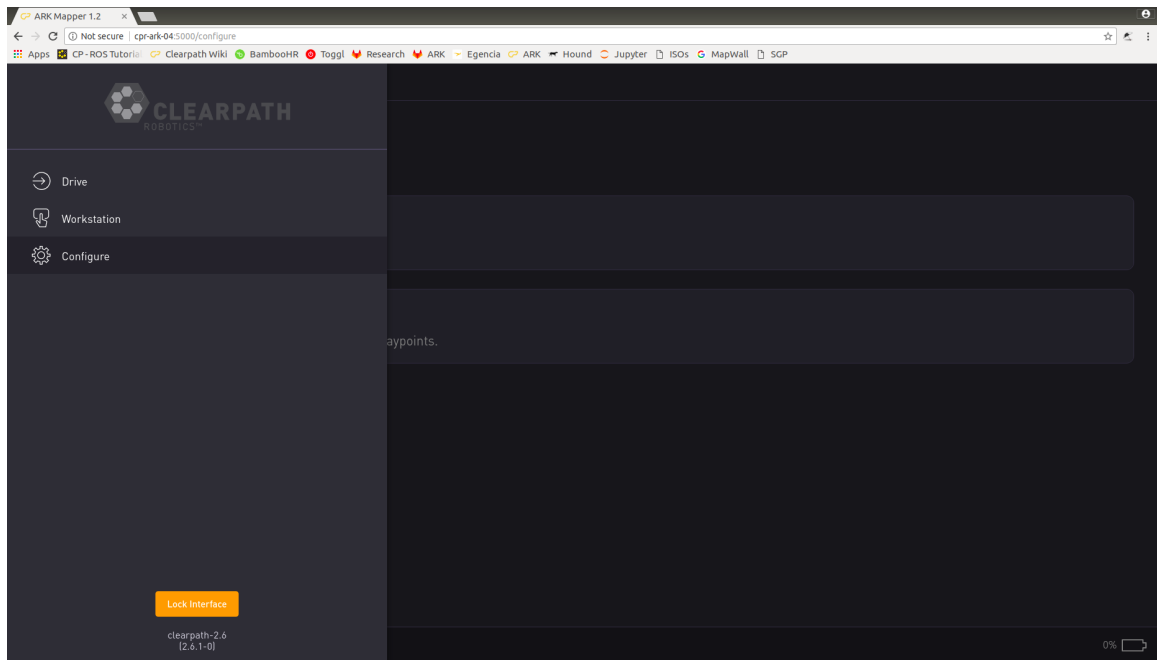 ARK Mapper 1.2
Not secure | cpr-ark-04:5000/configure
Apps CP-ROS Tutorial Clearpath Wiki BambooHR Toggl Research ARK Egencia ARK Hound Jupyter ISOs MapWall SGP
CLEARPATH
ROBOTICS™
Drive
Workstation
Configure
aypoints.
Lock Interface
clearpath-2.6
(2.6.1-0)
0%